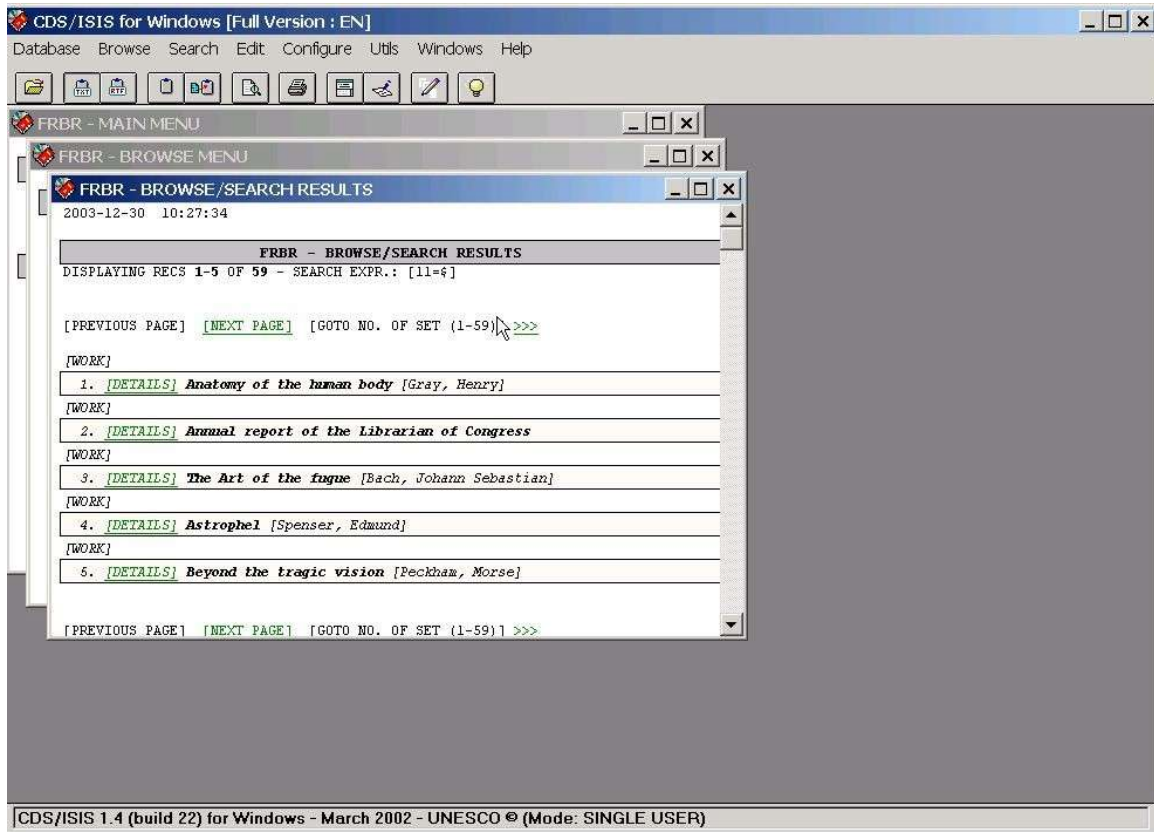 CDS/ISIS for Windows [Full Version : EN]
Database Browse Search Edit Configure Utils Windows Help
TXT RTF
FRBR - MAIN MENU
FRBR - BROWSE MENU
FRBR - BROWSE/SEARCH RESULTS
2003-12-30 10:27:34
FRBR - BROWSE/SEARCH RESULTS
DISPLAYING RECS 1-5 OF 59 - SEARCH EXPR.: [ll=$]
[PREVIOUS PAGE] [NEXT PAGE] [GOTO NO. OF SET (1-59)] >>>
[WORK]
1. [DETAILS] Anatomy of the human body [Gray, Henry]
[WORK]
2. [DETAILS] Annual report of the Librarian of Congress
[WORK]
3. [DETAILS] The Art of the fugue [Bach, Johann Sebastian]
[WORK]
4. [DETAILS] Astrophel [Spenser, Edmund]
[WORK]
5. [DETAILS] Beyond the tragic vision [Peckham, Morse]
[PREVIOUS PAGE] [NEXT PAGE] [GOTO NO. OF SET (1-59)] >>>
CDS/ISIS 1.4 (build 22) for Windows - March 2002 - UNESCO © (Mode: SINGLE USER)